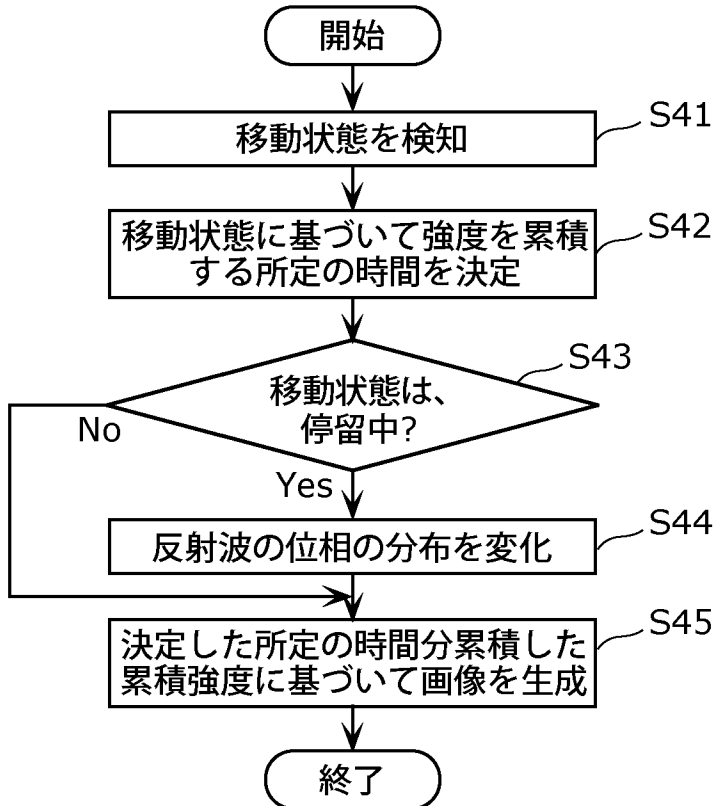 開始
移動状態を検知
S41
移動状態に基づいて強度を累積
する所定の時間を決定
S42
移動状態は、
停留中?
S43
No
Yes
反射波の位相の分布を変化
S44
決定した所定の時間分累積した
累積強度に基づいて画像を生成
S45
終了